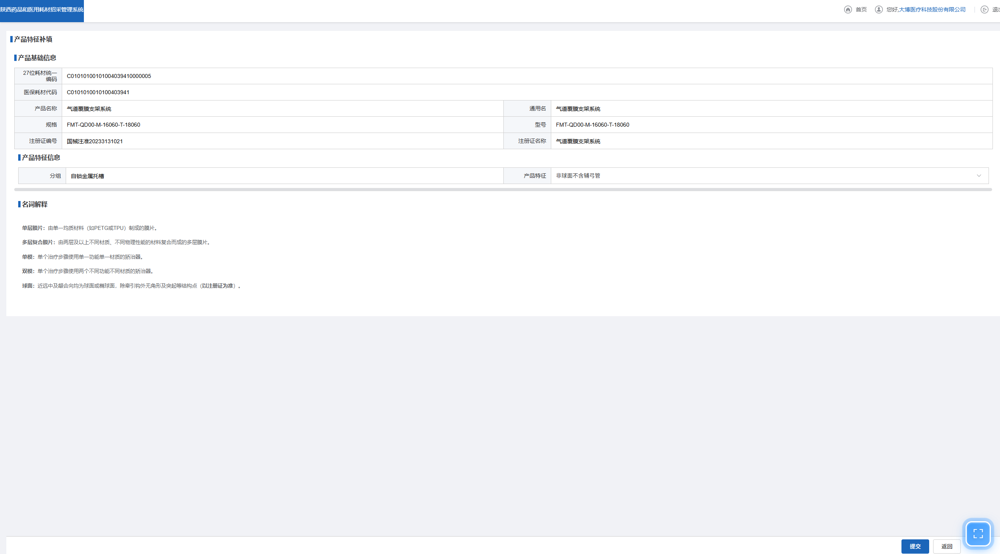 陕西药品和医用耗材招采管理系统
首页 您好,大博医疗科技股份有限公司
产品特征补填
产品基础信息
27位耗材统一
编码
C01010100101004039410000005
医保耗材代码 C0101010010100403941
产品名称 气道覆膜支架系统 通用名 气道覆膜支架系统
规格 FMT-QD00-M-16060-T-18060 型号 FMT-QD00-M-16060-T-18060
注册证编号 国械注准20233131021 注册证名称 气道覆膜支架系统
产品特征信息
分组 自锁金属托槽 产品特征 非球面不含辅弓管
名词解释
单层膜片：由单一均质材料（如PETG或TPU）制成的膜片。
多层复合膜片：由两层及以上不同材质、不同物理性能的材料复合而成的多层膜片。
单模：单个治疗步骤使用单一功能单一材质的矫治器。
双模：单个治疗步骤使用两个不同功能不同材质的矫治器。
球面：近远中及龈合向均为球面或椭球面，除牵引钩外无角形及突起等结构点（以注册证为准）。
提交 返回